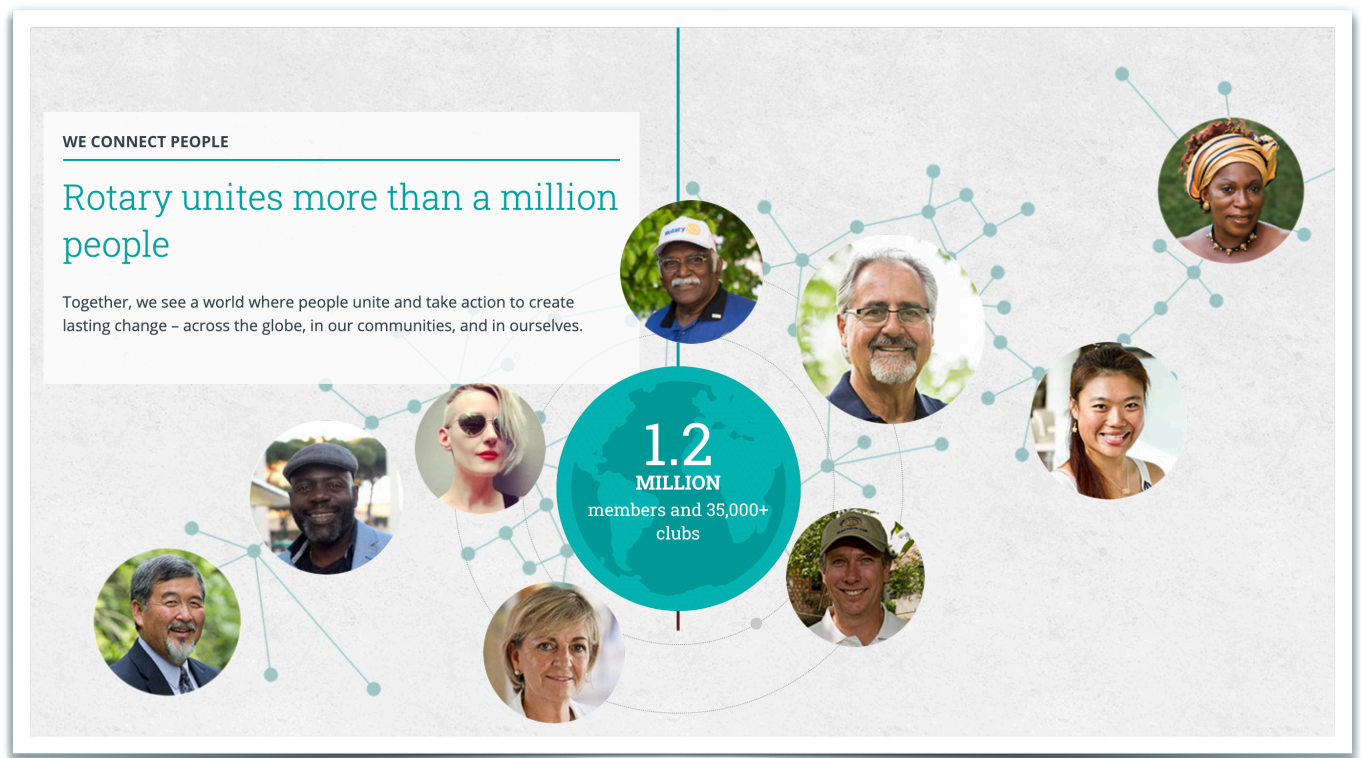 WE CONNECT PEOPLE
Rotary unites more than a million
people
Together, we see a world where people unite and take action to create
lasting change – across the globe, in our communities, and in ourselves.
Rotary
1.2
MILLION
members and 35,000+
clubs